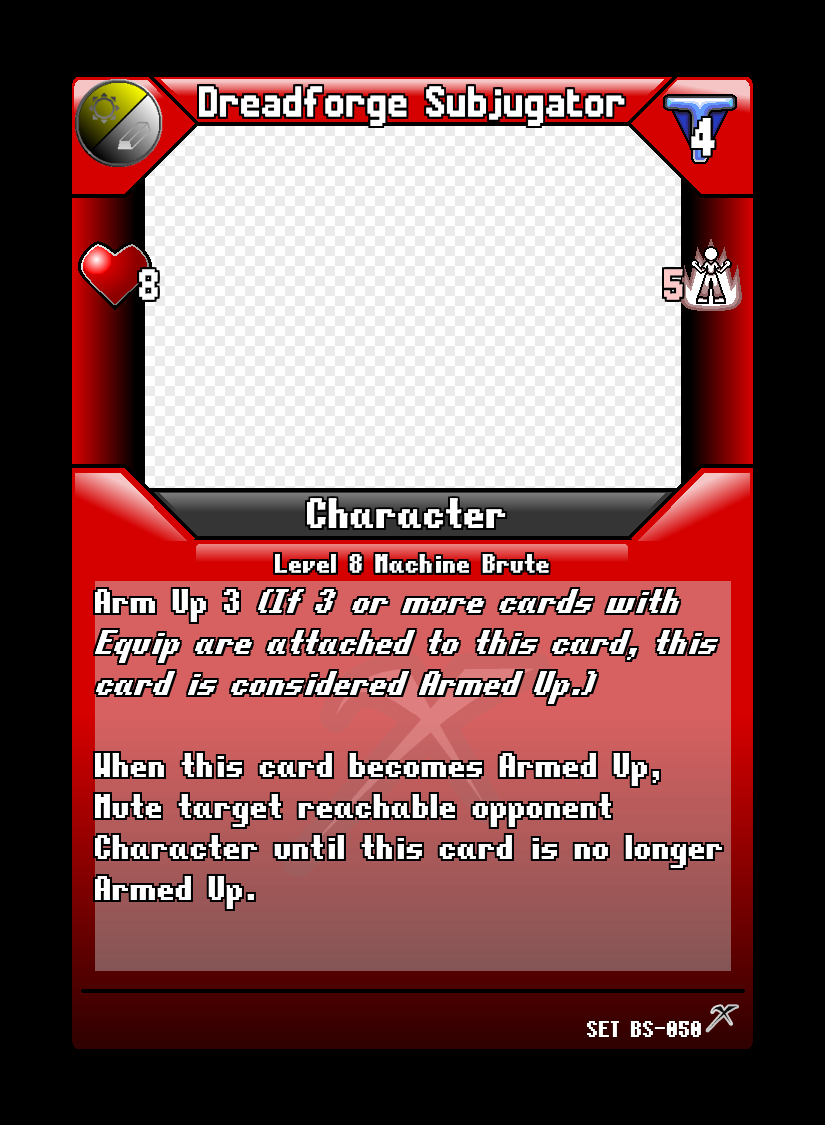 Dreadforge Subjugator
4
8
5
Character
Level 8 Machine Brute
Arm Up 3 (If 3 or more cards with
Equip are attached to this card, this
card is considered Armed Up.)
When this card becomes Armed Up,
Mute target reachable opponent
Character until this card is no longer
Armed Up.
SET BS-050